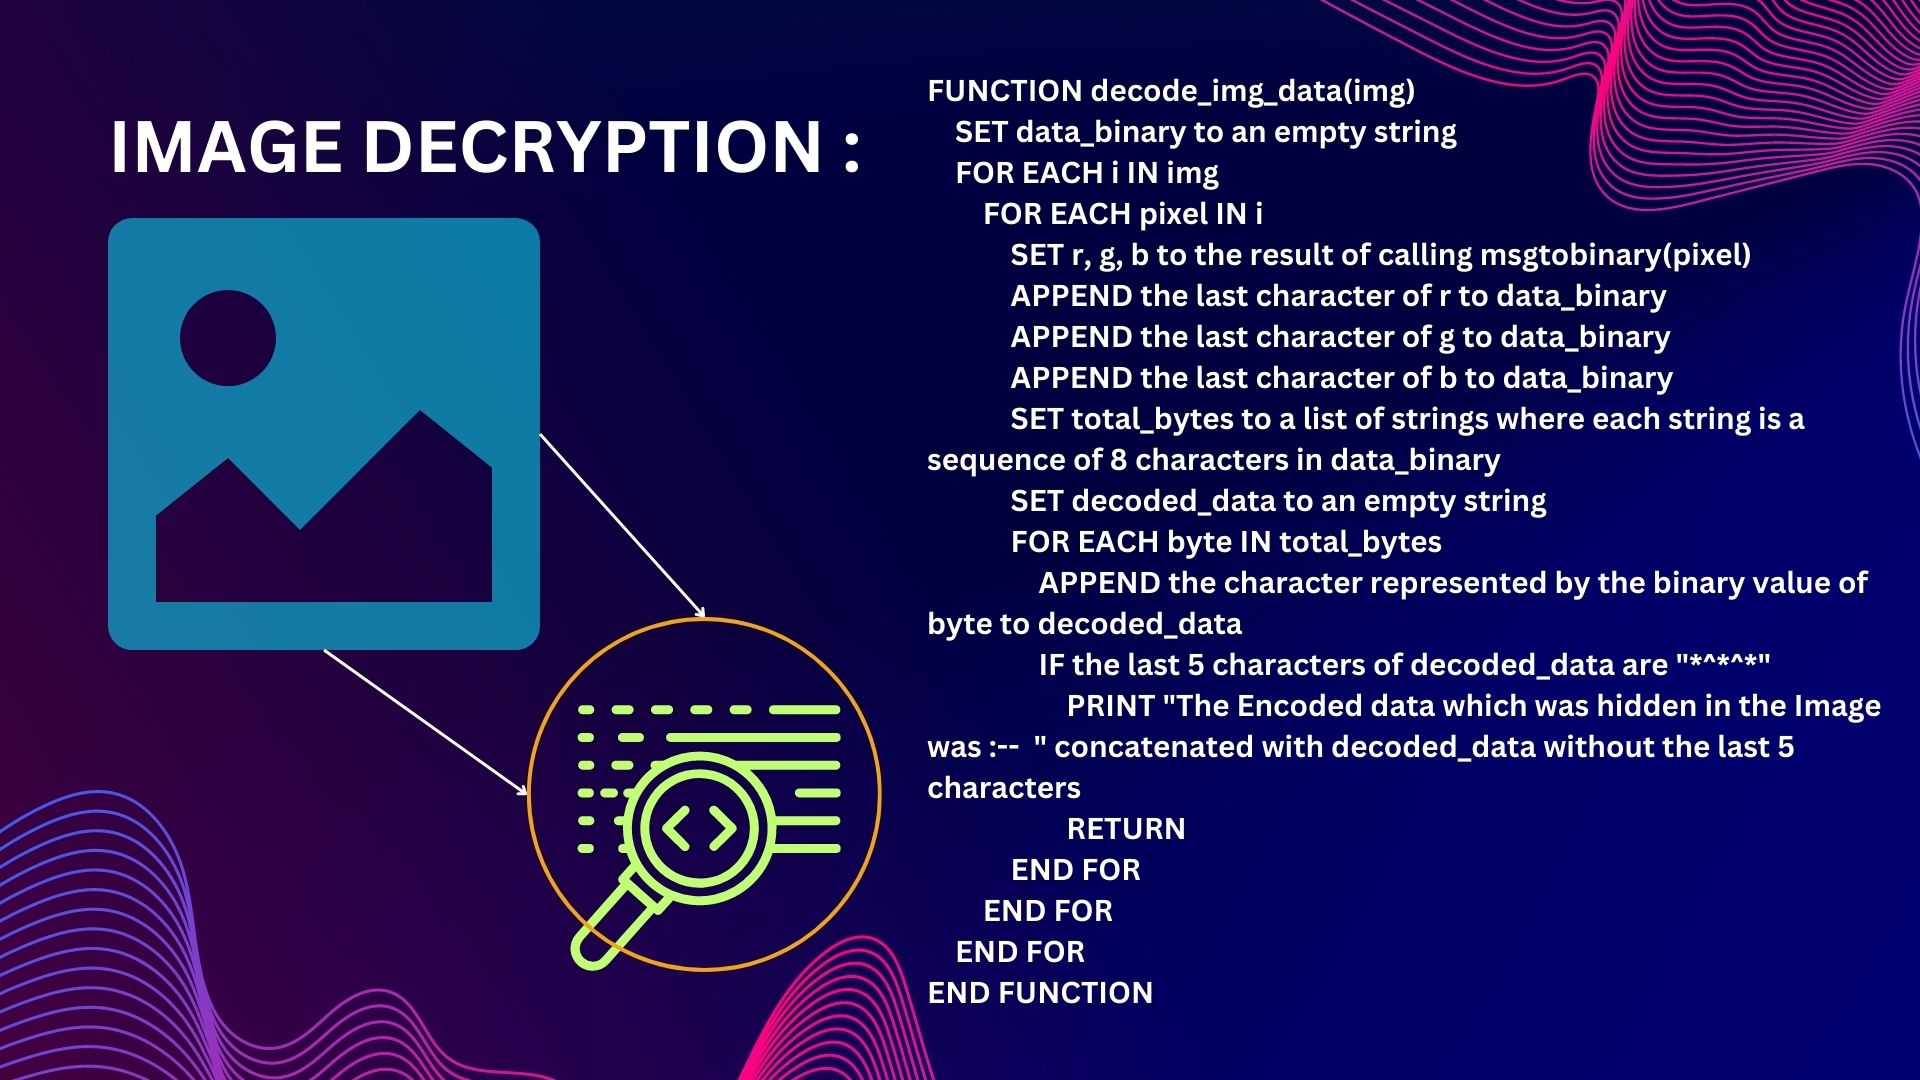 IMAGE DECRYPTION :
FUNCTION decode_img_data(img)
SET data_binary to an empty string
FOR EACH i IN img
FOR EACH pixel IN i
SET r, g, b to the result of calling msgtobinary(pixel)
APPEND the last character of r to data_binary
APPEND the last character of g to data_binary
APPEND the last character of b to data_binary
SET total_bytes to a list of strings where each string is a
sequence of 8 characters in data_binary
SET decoded_data to an empty string
FOR EACH byte IN total_bytes
APPEND the character represented by the binary value of
byte to decoded_data
IF the last 5 characters of decoded_data are "*^*^*"
PRINT "The Encoded data which was hidden in the Image
was :--  " concatenated with decoded_data without the last 5
characters
RETURN
END FOR
END FOR
END FOR
END FUNCTION